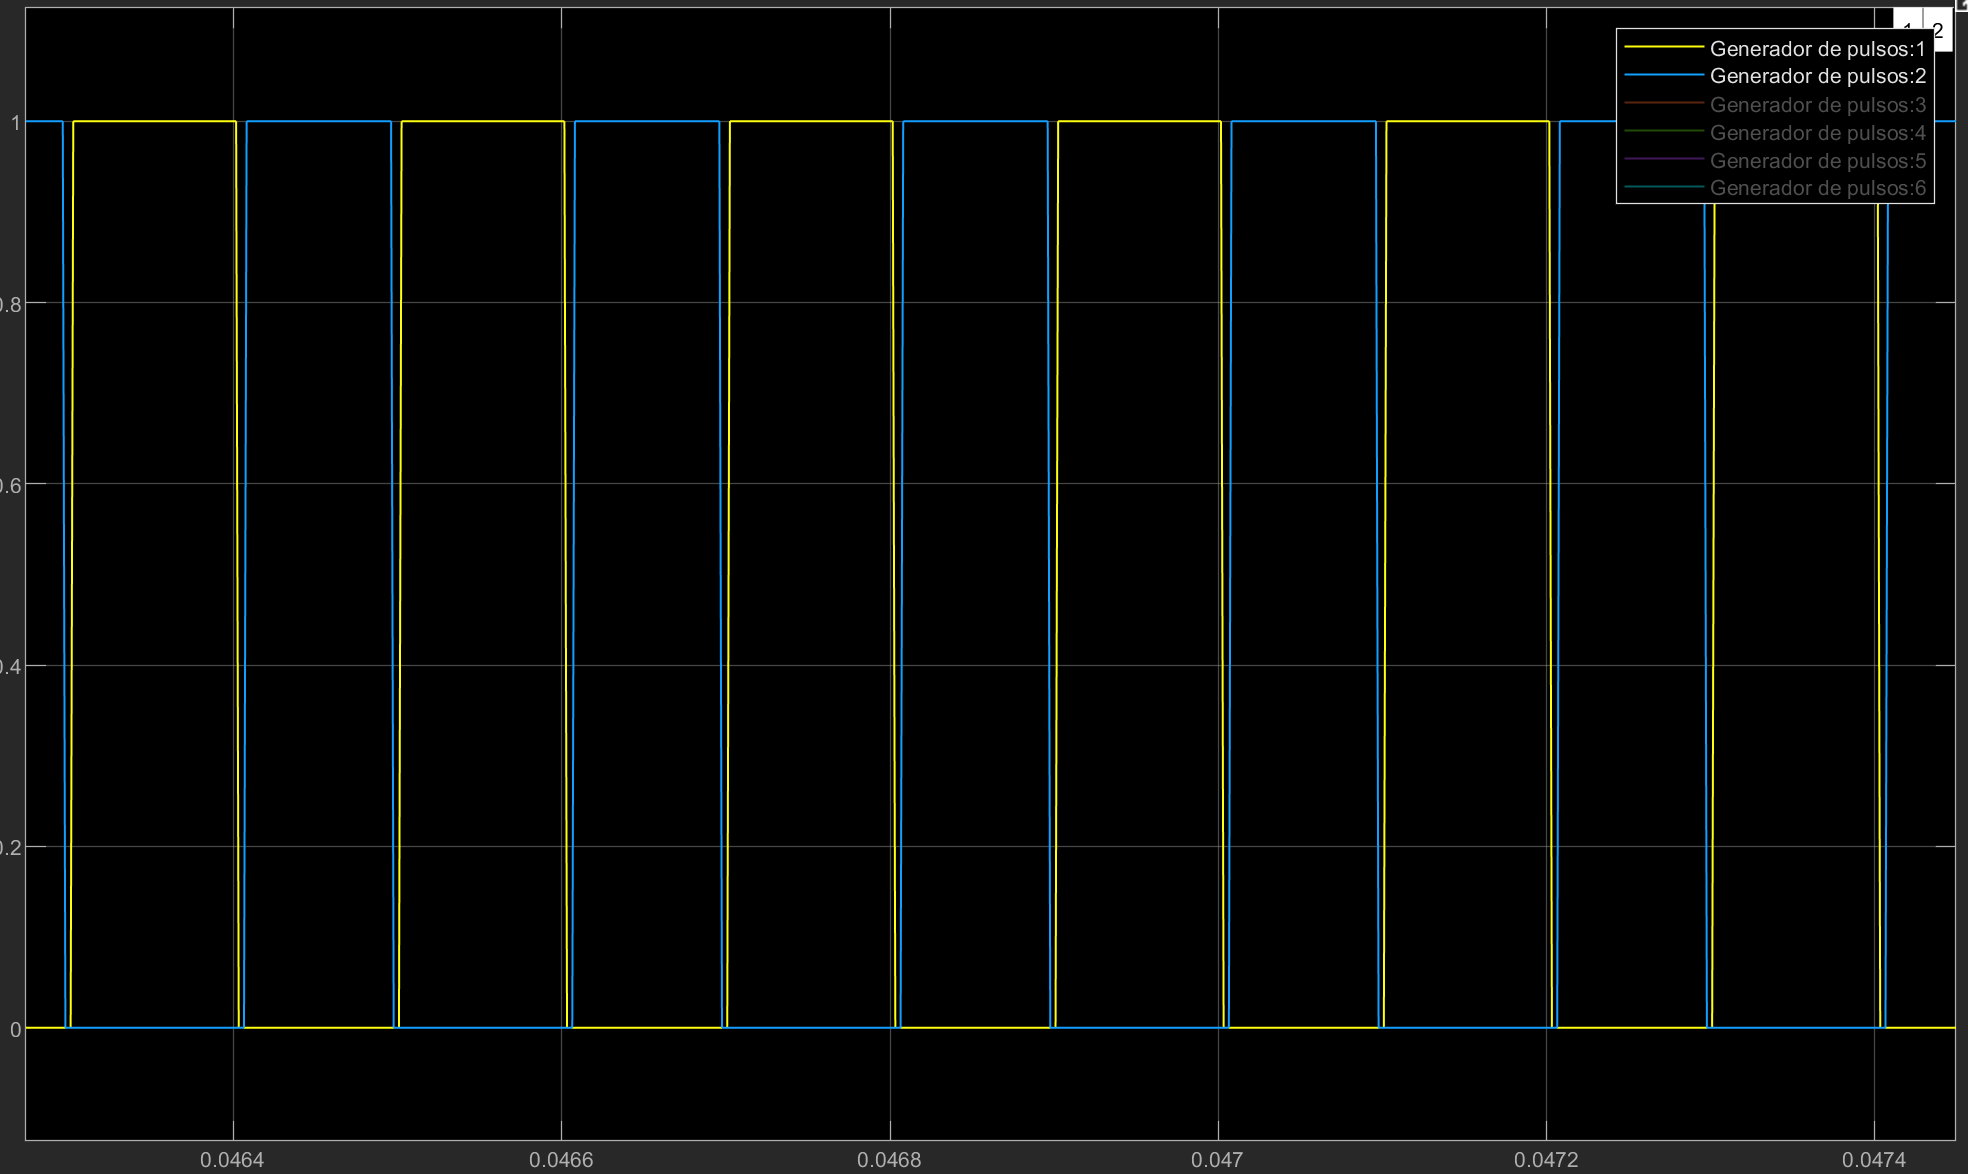 1 2
Generador de pulsos:1
Generador de pulsos:2
Generador de pulsos:3
Generador de pulsos:4
Generador de pulsos:5
Generador de pulsos:6
1
0.8
0.6
0.4
0.2
0
0.0464 0.0466 0.0468 0.047 0.0472 0.0474